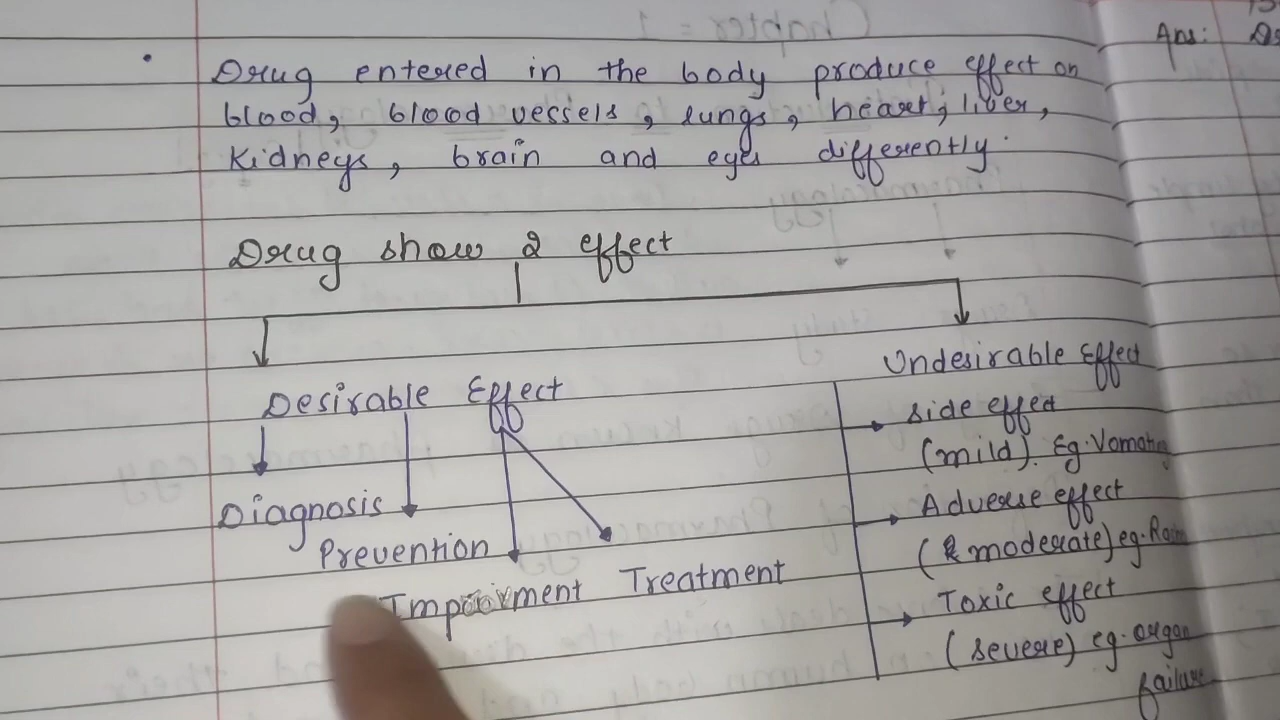 Drug entered in the body produce effect on
blood, blood vessels, lungs, heart, liver,
Kidneys, brain and eyes differently.
Drug show 2 effect
Desirable Effect
Diagnosis
Prevention
Treatment
Undesirable Effect
Side effect
(mild). Eg. Vomating
Adverse effect
(moderate) eg.
Toxic effect
(severe) eg. organ
failure
Ans: